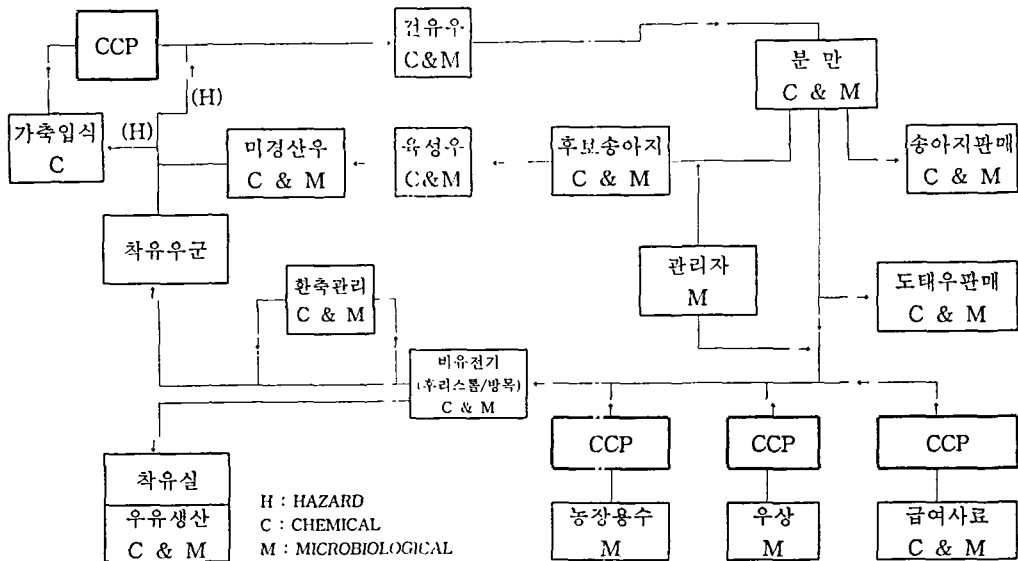 CCP
건유우
C&M
분 만
C & M
(H)
가축입식
C
(H)
미경산우
C & M
육성우
C&M
후보송아지
C & M
송아지판매
C & M
착유우군
관리자
M
환축관리
C & M
도태우판매
C & M
비유전기
(후리스톨/방목)
C & M
CCP
CCP
CCP
착유실
우유생산
C & M
H : HAZARD
C : CHEMICAL
M : MICROBIOLOGICAL
농장용수
M
우상
M
급여사료
C & M